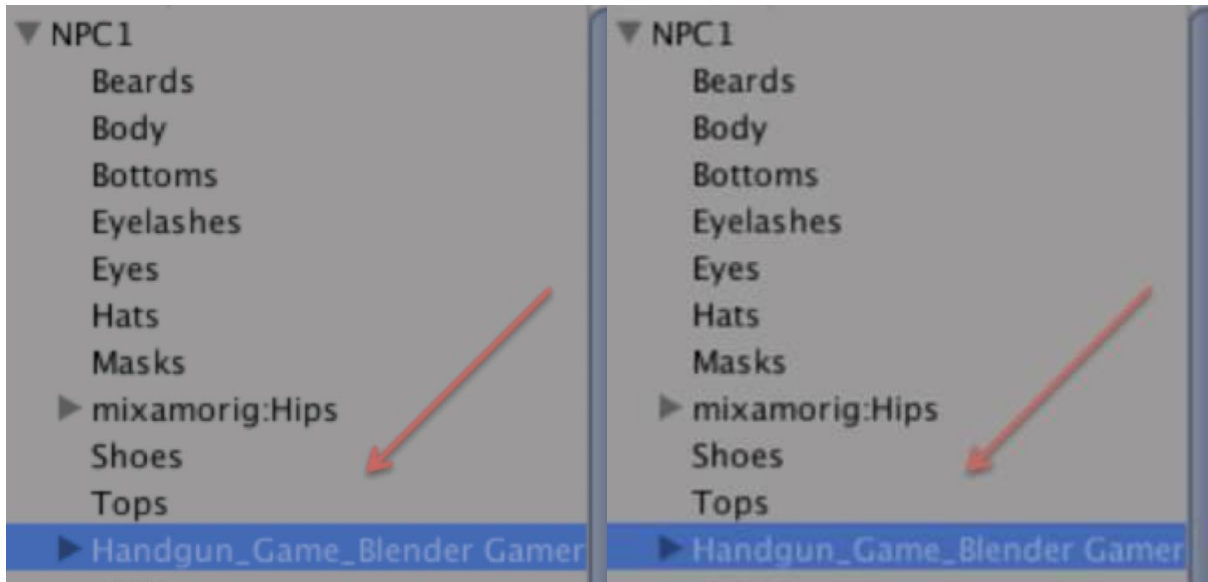 NPC1
Beards
Body
Bottoms
Eyelashes
Eyes
Hats
Masks
mixamorig:Hips
Shoes
Tops
Handgun_Game_Blender Gamer
NPC1
Beards
Body
Bottoms
Eyelashes
Eyes
Hats
Masks
mixamorig:Hips
Shoes
Tops
Handgun_Game_Blender Gamer